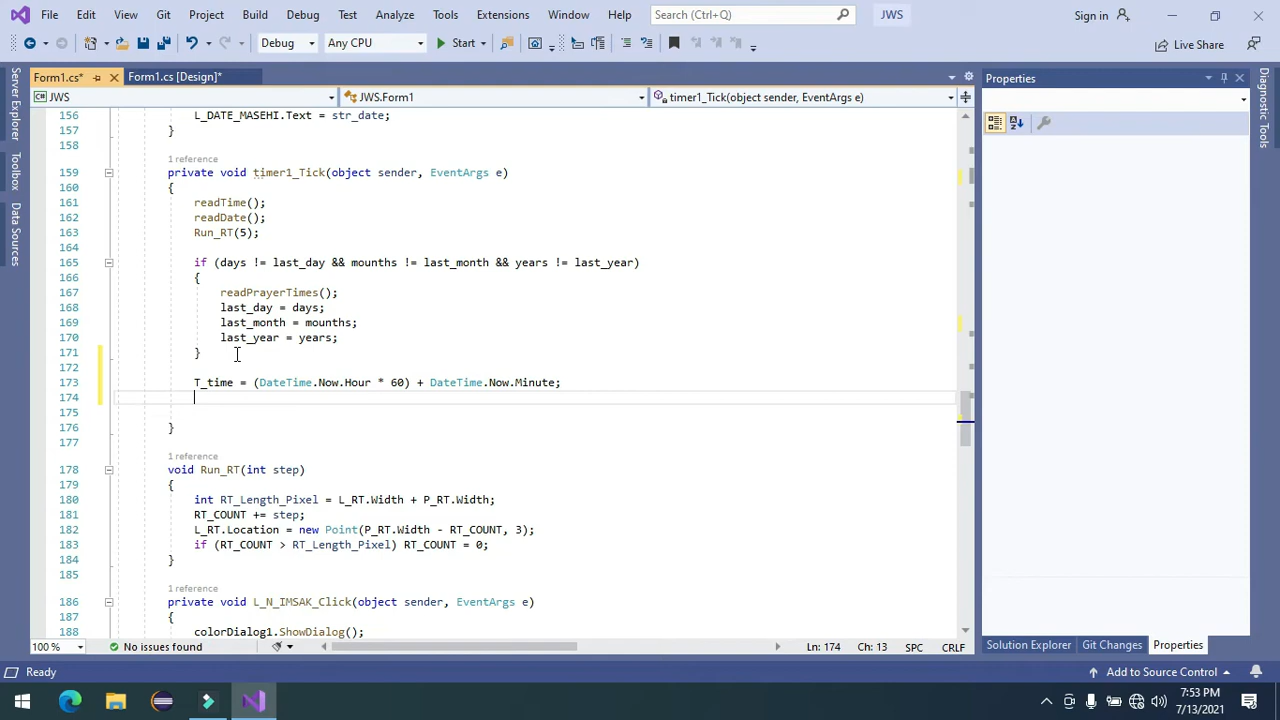 File Edit View Git Project Build Debug Test Analyze Tools Extensions Window Help Search (Ctrl+Q) JWS Sign in
Debug Any CPU Start Live Share
Form1.cs* Form1.cs [Design]* Properties
JWS JWS.Form1 timer1_Tick(object sender, EventArgs e)
Server Explorer
Toolbox
Data Sources
Diagnostic Tools
156 L_DATE_MASEHI.Text = str_date;
157 }
158
1 reference
159 private void timer1_Tick(object sender, EventArgs e)
160 {
161 readTime();
162 readDate();
163 Run_RT(5);
164
165 if (days != last_day && mounths != last_month && years != last_year)
166 {
167 readPrayerTimes();
168 last_day = days;
169 last_month = mounths;
170 last_year = years;
171 }
172
173 T_time = (DateTime.Now.Hour * 60) + DateTime.Now.Minute;
174
175
176 }
177
1 reference
178 void Run_RT(int step)
179 {
180 int RT_Length_Pixel = L_RT.Width + P_RT.Width;
181 RT_COUNT += step;
182 L_RT.Location = new Point(P_RT.Width - RT_COUNT, 3);
183 if (RT_COUNT > RT_Length_Pixel) RT_COUNT = 0;
184 }
185
1 reference
186 private void L_N_IMSAK_Click(object sender, EventArgs e)
187 {
188 colorDialog1.ShowDialog();
100 % No issues found Ln: 174 Ch: 13 SPC CRLF
Solution Explorer Git Changes Properties
Ready Add to Source Control
7:53 PM
7/13/2021